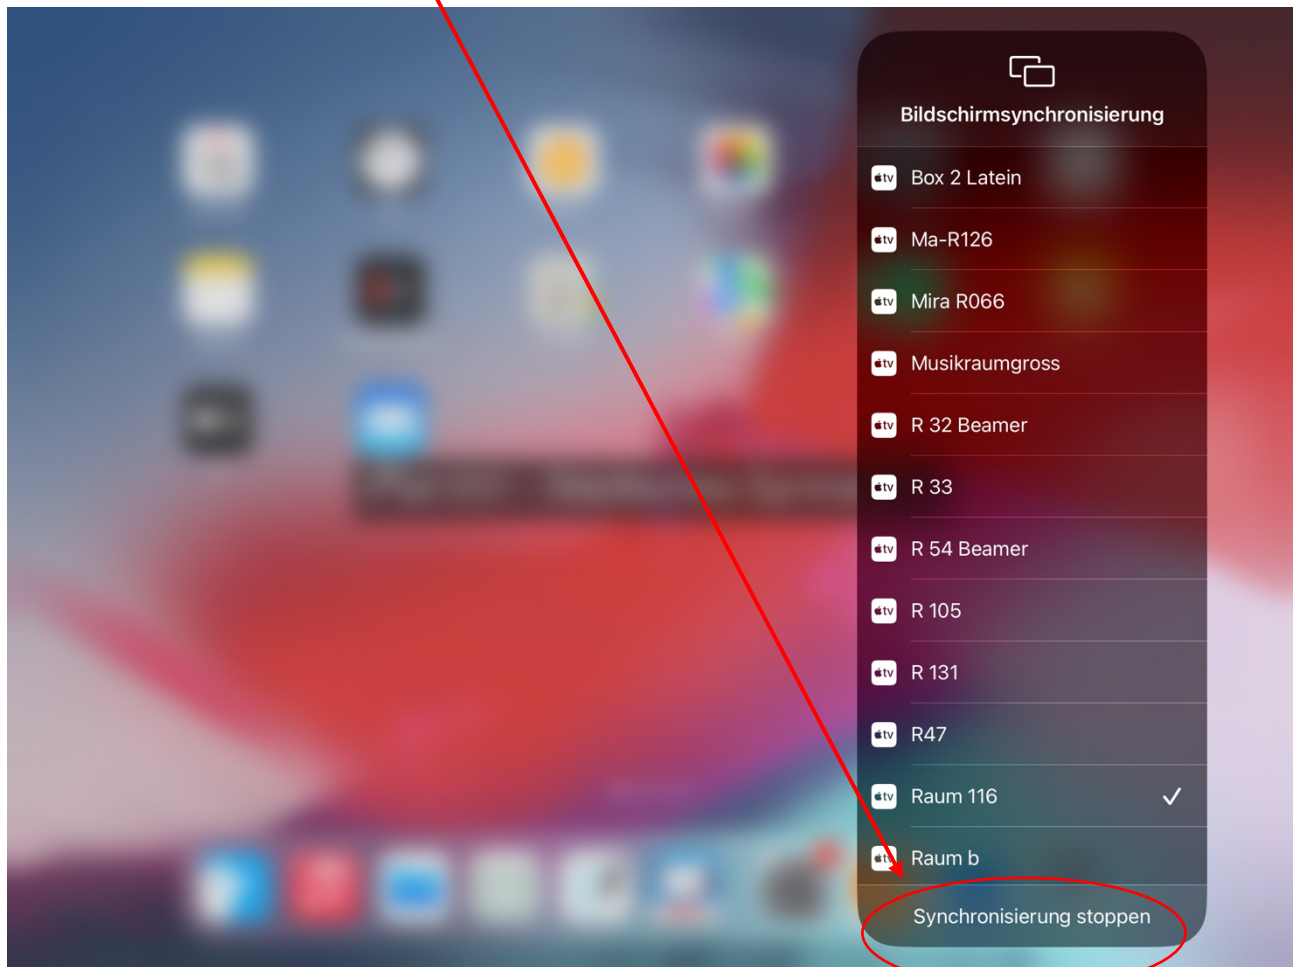 Bildschirmsynchronisierung
tv Box 2 Latein
tv Ma-R126
tv Mira R066
tv Musikraumgross
tv R 32 Beamer
tv R 33
tv R 54 Beamer
tv R 105
tv R 131
tv R47
tv Raum 116
tv Raum b
Synchronisierung stoppen